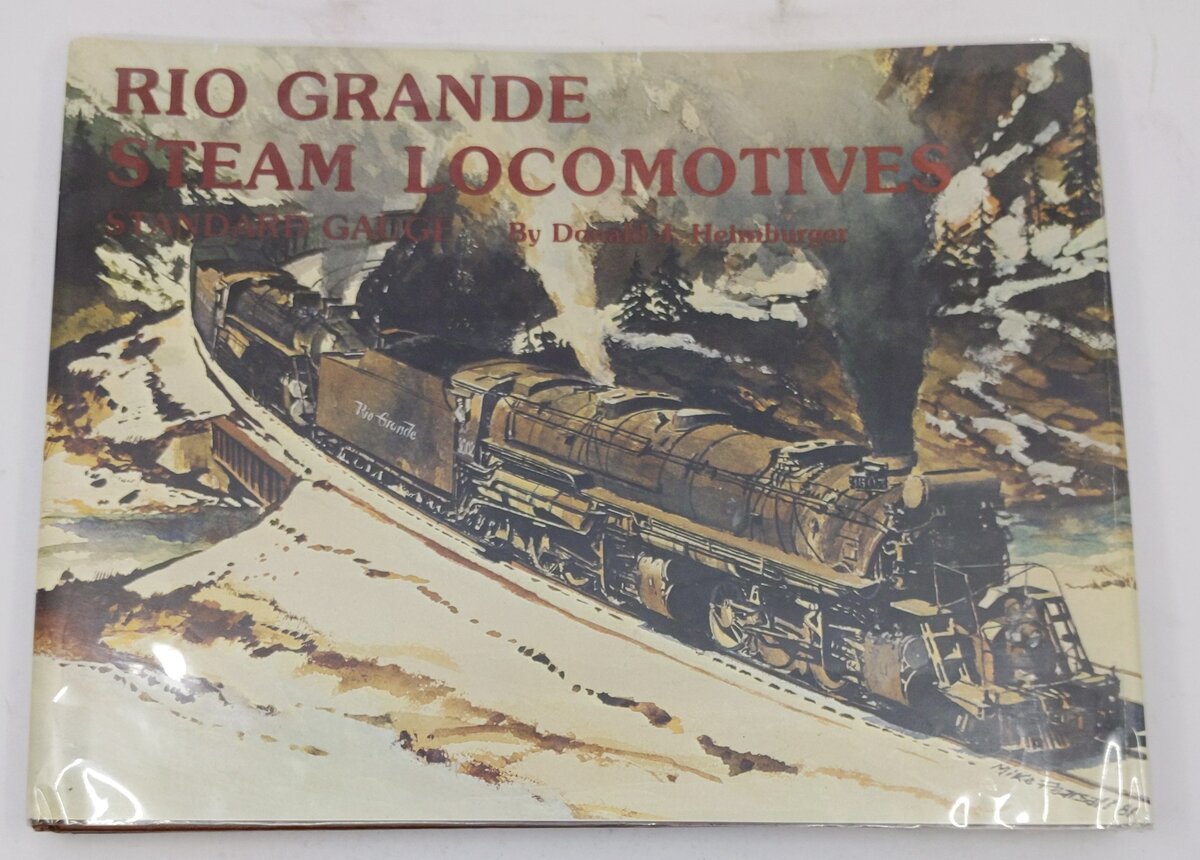 RIO GRANDE
STEAM LOCOMOTIVES
STANDARD GAUGE By Donald A. Heimburger
Rio Grande